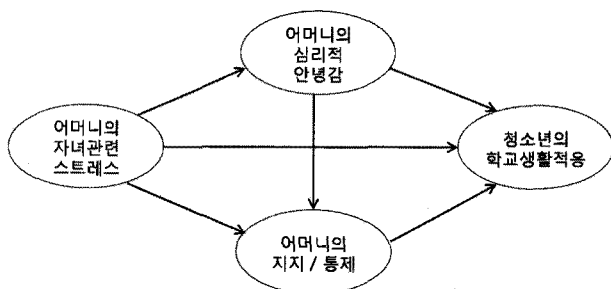 어머니의
심리적
안녕감
어머니의
자녀관련
스트레스
청소년의
학교생활적응
어머니의
지지 / 통제